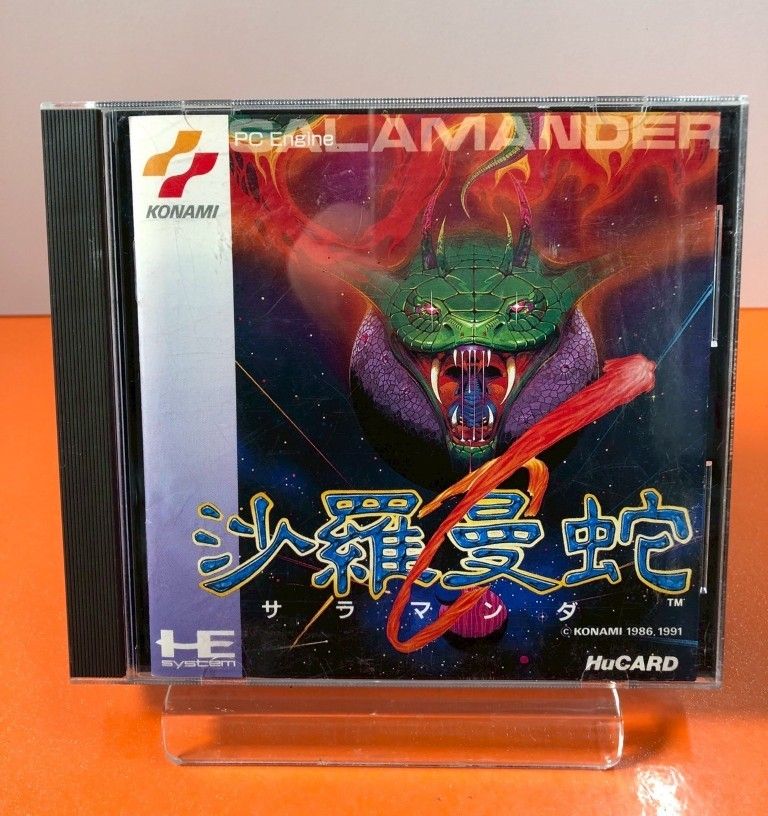 SALAMANDER
PC Engine
KONAMI
沙羅曼蛇
サラマンダ
TM
© KONAMI 1986, 1991
HE
SYSTEM
HuCARD